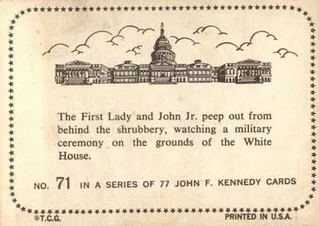 The First Lady and John Jr. peep out from
behind the shrubbery, watching a military
ceremony on the grounds of the White
House.
NO. 71 IN A SERIES OF 77 JOHN F. KENNEDY CARDS
©T.C.G. PRINTED IN U.S.A.